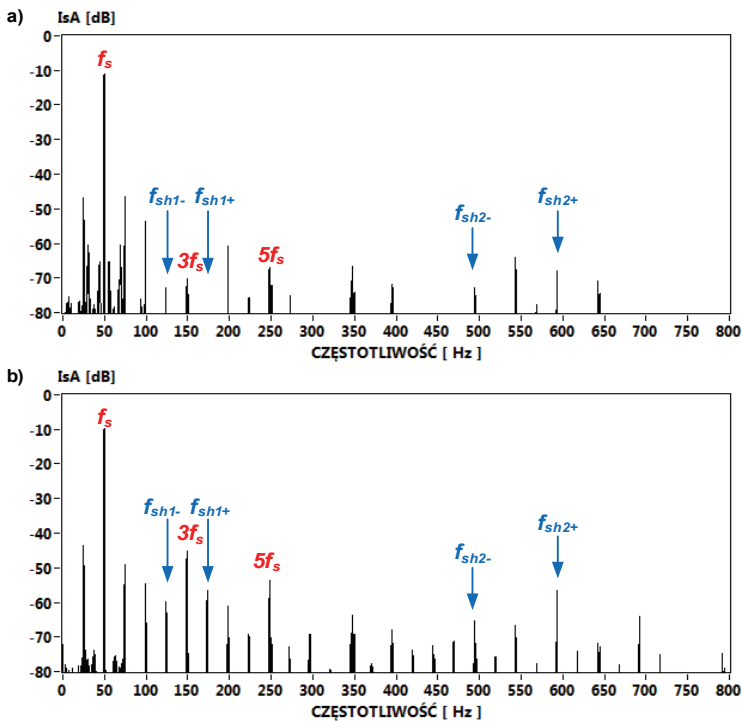 a)
IsA [dB]
0
-10
-20
-30
-40
-50
-60
-70
-80
fs
fsh1- fsh1+
3fs
5fs
fsh2-
fsh2+
0 50 100 150 200 250 300 350 400 450 500 550 600 650 700 750 800
CZĘSTOTLIWOŚĆ [ Hz ]
b)
IsA [dB]
0
-10
-20
-30
-40
-50
-60
-70
-80
fs
fsh1- fsh1+
3fs
5fs
fsh2-
fsh2+
0 50 100 150 200 250 300 350 400 450 500 550 600 650 700 750 800
CZĘSTOTLIWOŚĆ [ Hz ]